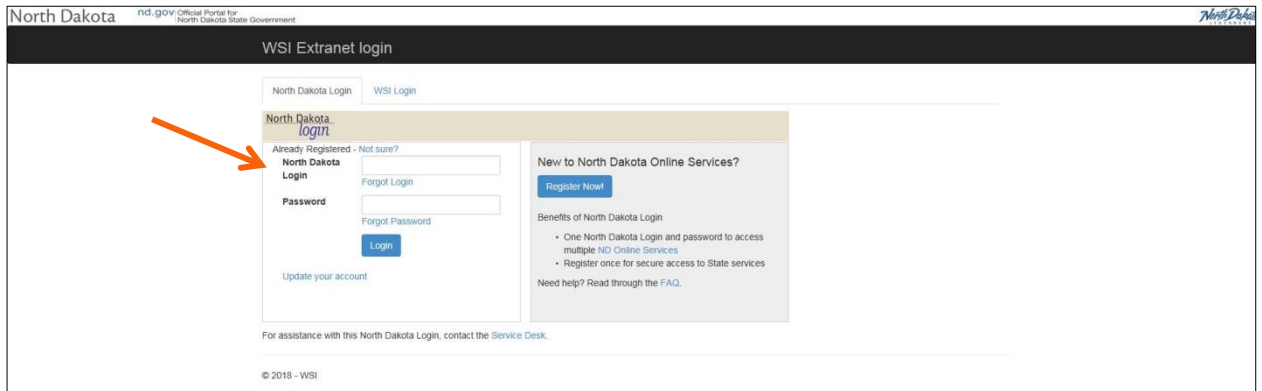 North Dakota nd.gov Official Portal for
North Dakota State Government
North Dakota
LEGENDARY
WSI Extranet login
North Dakota Login WSI Login
North Dakota
login
Already Registered - Not sure?
North Dakota
Login
Forgot Login
Password
Forgot Password
Login
Update your account
New to North Dakota Online Services?
Register Now!
Benefits of North Dakota Login
• One North Dakota Login and password to access
multiple ND Online Services
• Register once for secure access to State services
Need help? Read through the FAQ.
For assistance with this North Dakota Login, contact the Service Desk.
© 2018 - WSI